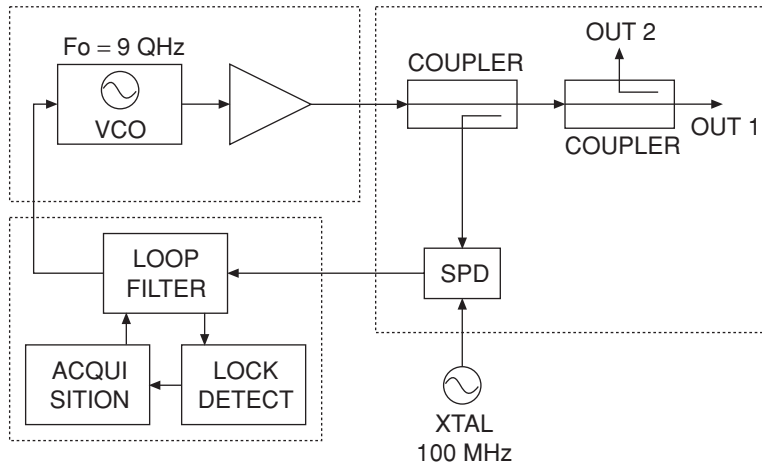 Fo = 9 QHz
VCO
COUPLER
OUT 2
OUT 1
COUPLER
LOOP
FILTER
SPD
ACQUI
SITION
LOCK
DETECT
XTAL
100 MHz